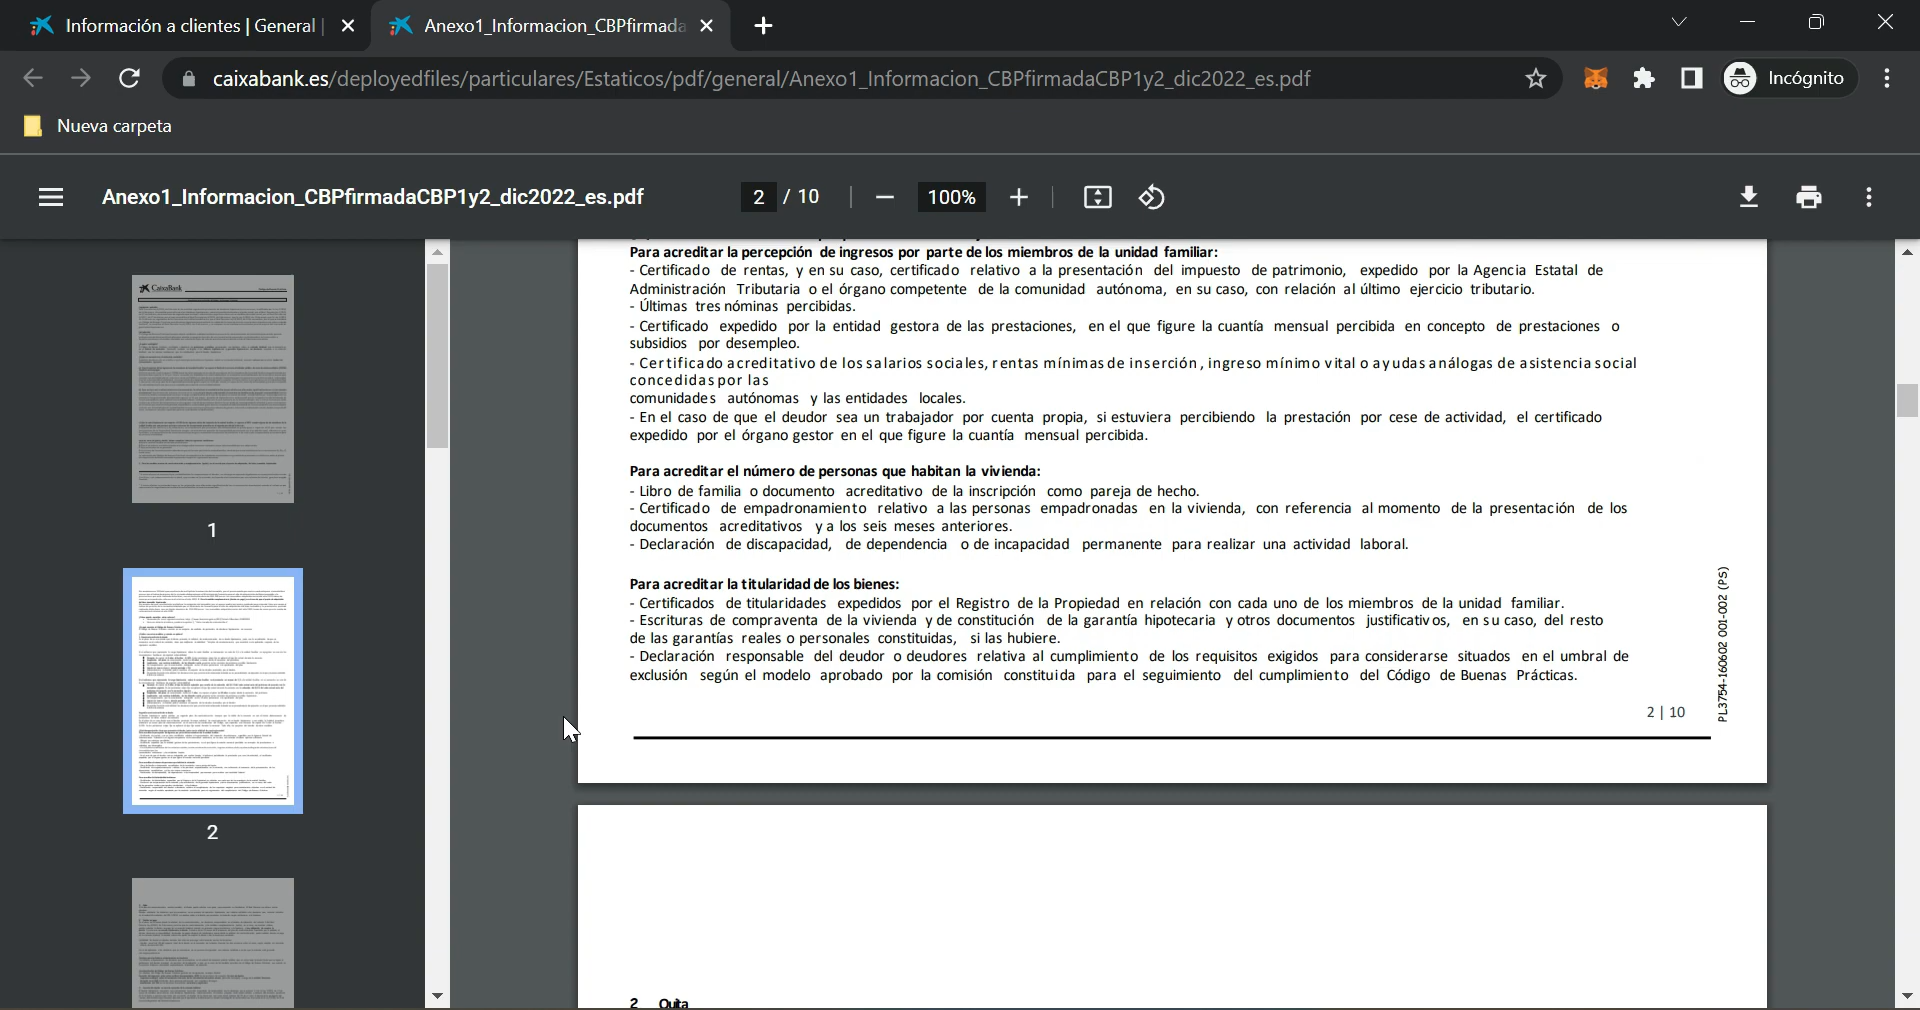 Información a clientes | General |
Anexo1_Informacion_CBPfirmada
caixabank.es/deployedfiles/particulares/Estaticos/pdf/general/Anexo1_Informacion_CBPfirmadaCBP1y2_dic2022_es.pdf
Incógnito
Nueva carpeta
Anexo1_Informacion_CBPfirmadaCBP1y2_dic2022_es.pdf
2 / 10
100%
Para acreditar la percepción de ingresos por parte de los miembros de la unidad familiar:
- Certificado de rentas, y en su caso, certificado relativo a la presentación del impuesto de patrimonio, expedido por la Agencia Estatal de
Administración Tributaria o el órgano competente de la comunidad autónoma, en su caso, con relación al último ejercicio tributario.
- Últimas tres nóminas percibidas.
- Certificado expedido por la entidad gestora de las prestaciones, en el que figure la cuantía mensual percibida en concepto de prestaciones o
subsidios por desempleo.
- Certificado acreditativo de los salarios sociales, rentas mínimas de inserción, ingreso mínimo vital o ayudas análogas de asistencia social
concedidas por las
comunidades autónomas y las entidades locales.
- En el caso de que el deudor sea un trabajador por cuenta propia, si estuviera percibiendo la prestación por cese de actividad, el certificado
expedido por el órgano gestor en el que figure la cuantía mensual percibida.
Para acreditar el número de personas que habitan la vivienda:
- Libro de familia o documento acreditativo de la inscripción como pareja de hecho.
- Certificado de empadronamiento relativo a las personas empadronadas en la vivienda, con referencia al momento de la presentación de los
documentos acreditativos y a los seis meses anteriores.
- Declaración de discapacidad, de dependencia o de incapacidad permanente para realizar una actividad laboral.
Para acreditar la titularidad de los bienes:
- Certificados de titularidades expedidos por el Registro de la Propiedad en relación con cada uno de los miembros de la unidad familiar.
- Escrituras de compraventa de la vivienda y de constitución de la garantía hipotecaria y otros documentos justificativos, en su caso, del resto
de las garantías reales o personales constituidas, si las hubiere.
- Declaración responsable del deudor o deudores relativa al cumplimiento de los requisitos exigidos para considerarse situados en el umbral de
exclusión según el modelo aprobado por la comisión constituida para el seguimiento del cumplimiento del Código de Buenas Prácticas.
PL3754-160602 001-002 (PS)
2 | 10
2 Quita
CaixaBank
1
2